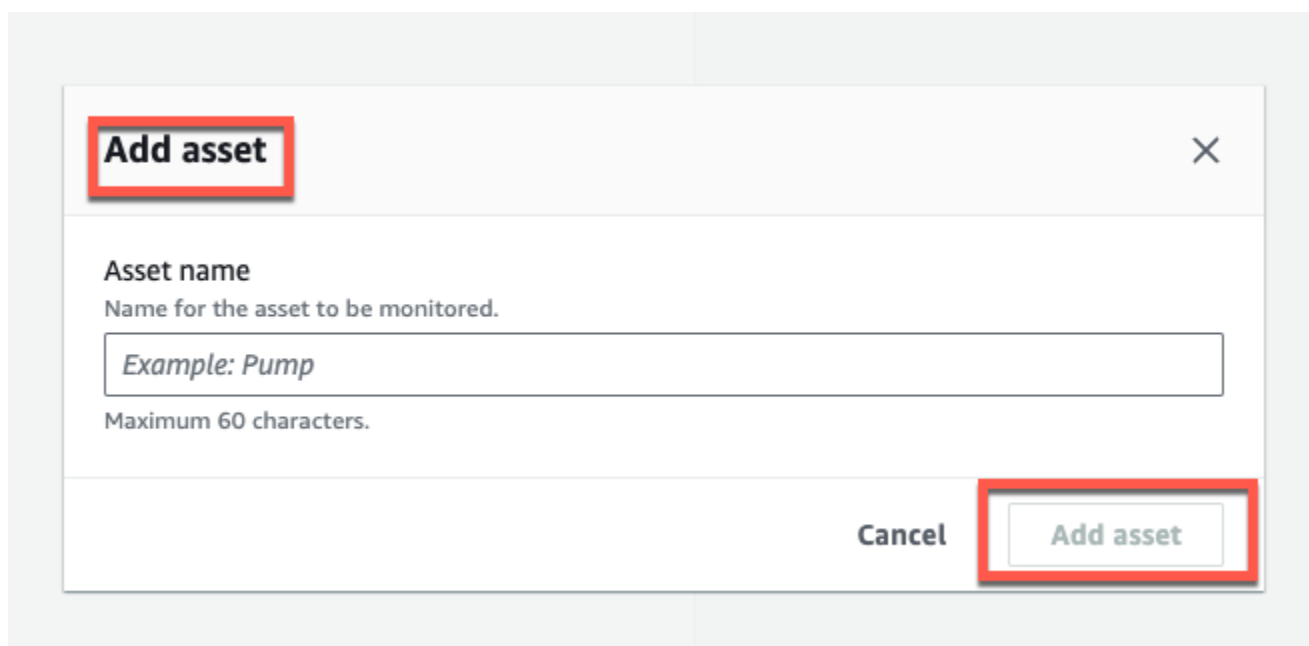 Add asset
Asset name
Name for the asset to be monitored.
Example: Pump
Maximum 60 characters.
Cancel
Add asset